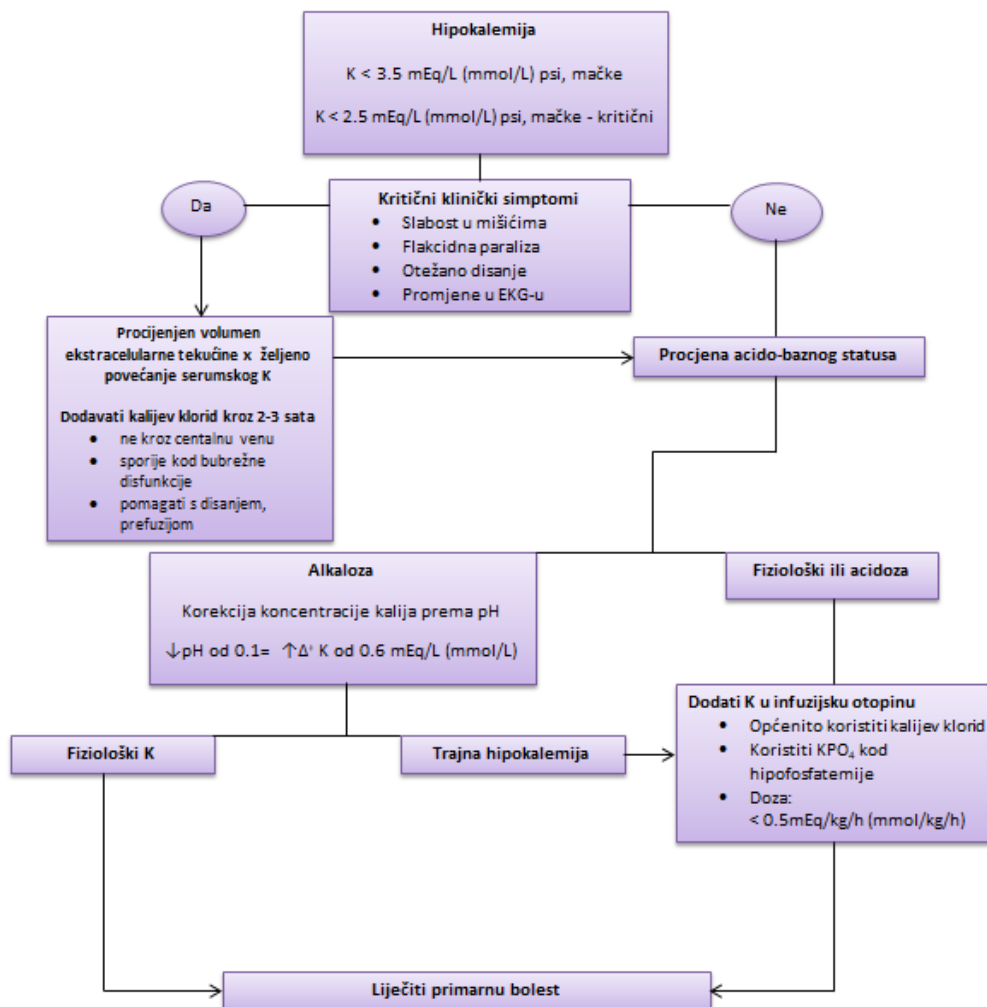 Hipokalemija
K < 3.5 mEq/L (mmol/L) psi, mačke
K < 2.5 mEq/L (mmol/L) psi, mačke - kritični
Da
Kritični klinički simptomi
• Slabost u mišićima
• Flakcidna paraliza
• Otežano disanje
• Promjene u EKG-u
Ne
Procijenjen volumen
ekstracelularne tekućine x željeno
povećanje serumskog K
Dodavati kalijev klorid kroz 2-3 sata
• ne kroz centalnu venu
• sporije kod bubrežne
disfunkcije
• pomagati s disanjem,
prefuzijom
Procjena acido-baznog statusa
Alkaloza
Korekcija koncentracije kalija prema pH
↓pH od 0.1= ↑Δ' K od 0.6 mEq/L (mmol/L)
Fiziološki ili acidoza
Fiziološki K
Trajna hipokalemija
Dodati K u infuzijsku otopinu
• Općenito koristiti kalijev klorid
• Koristiti KPO₄ kod
hipofosfatemije
• Doza:
< 0.5mEq/kg/h (mmol/kg/h)
Liječiti primarnu bolest